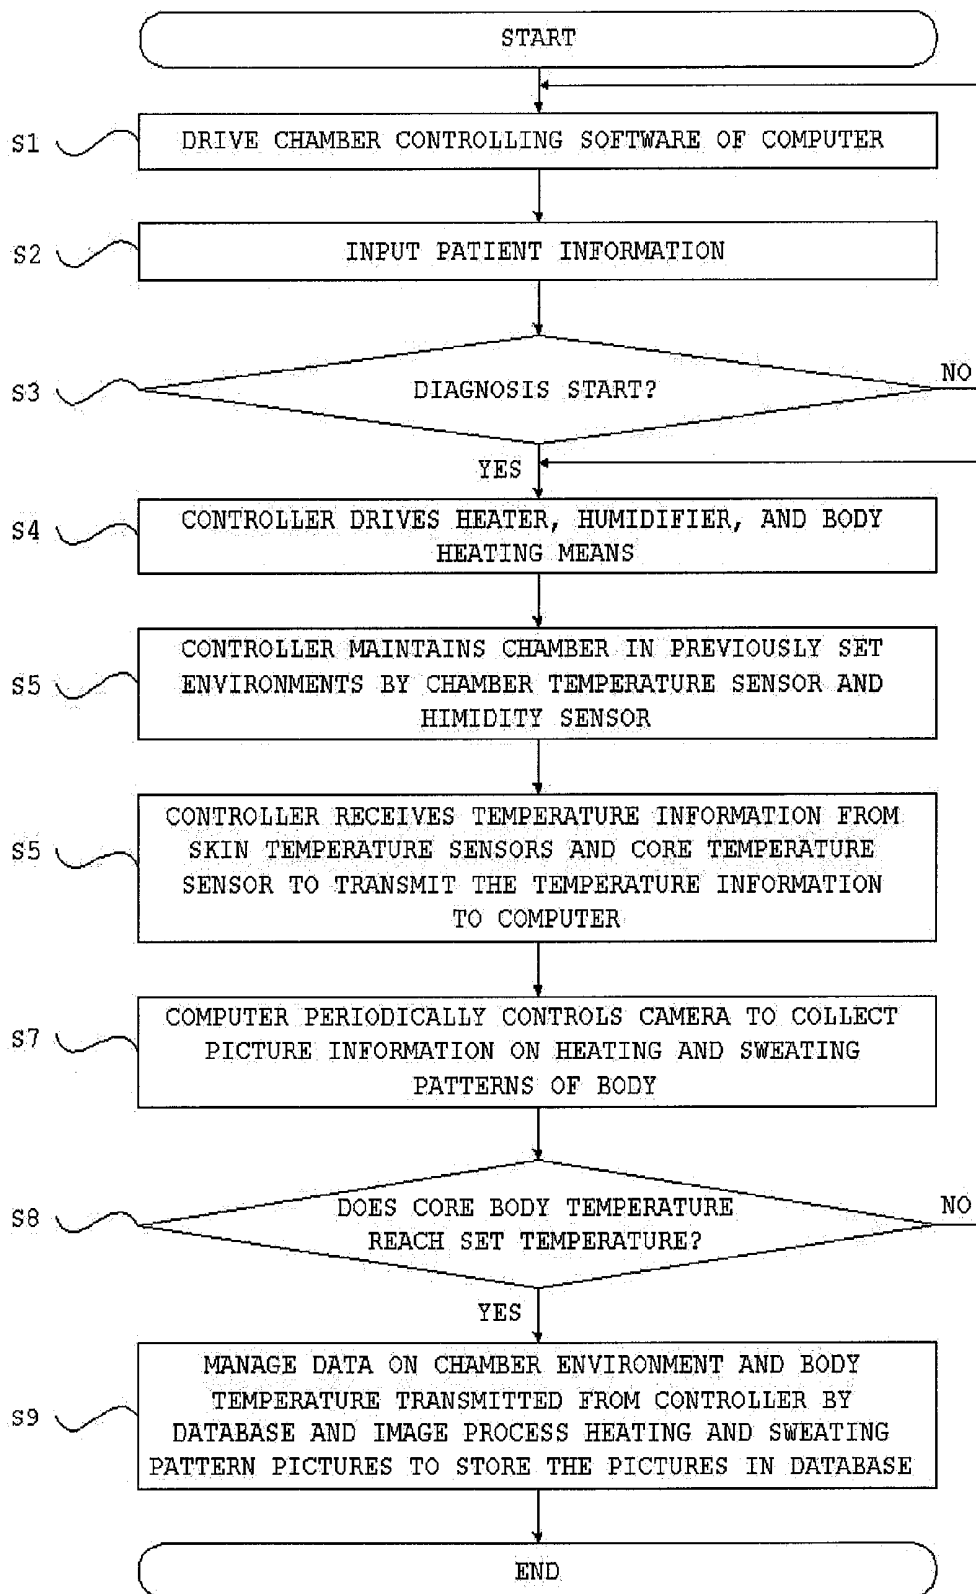 START
S1
DRIVE CHAMBER CONTROLLING SOFTWARE OF COMPUTER
S2
INPUT PATIENT INFORMATION
S3
DIAGNOSIS START?
NO
YES
S4
CONTROLLER DRIVES HEATER, HUMIDIFIER, AND BODY
HEATING MEANS
S5
CONTROLLER MAINTAINS CHAMBER IN PREVIOUSLY SET
ENVIRONMENTS BY CHAMBER TEMPERATURE SENSOR AND
HIMIDITY SENSOR
S5
CONTROLLER RECEIVES TEMPERATURE INFORMATION FROM
SKIN TEMPERATURE SENSORS AND CORE TEMPERATURE
SENSOR TO TRANSMIT THE TEMPERATURE INFORMATION
TO COMPUTER
S7
COMPUTER PERIODICALLY CONTROLS CAMERA TO COLLECT
PICTURE INFORMATION ON HEATING AND SWEATING
PATTERNS OF BODY
S8
DOES CORE BODY TEMPERATURE
REACH SET TEMPERATURE?
NO
YES
S9
MANAGE DATA ON CHAMBER ENVIRONMENT AND BODY
TEMPERATURE TRANSMITTED FROM CONTROLLER BY
DATABASE AND IMAGE PROCESS HEATING AND SWEATING
PATTERN PICTURES TO STORE THE PICTURES IN DATABASE
END